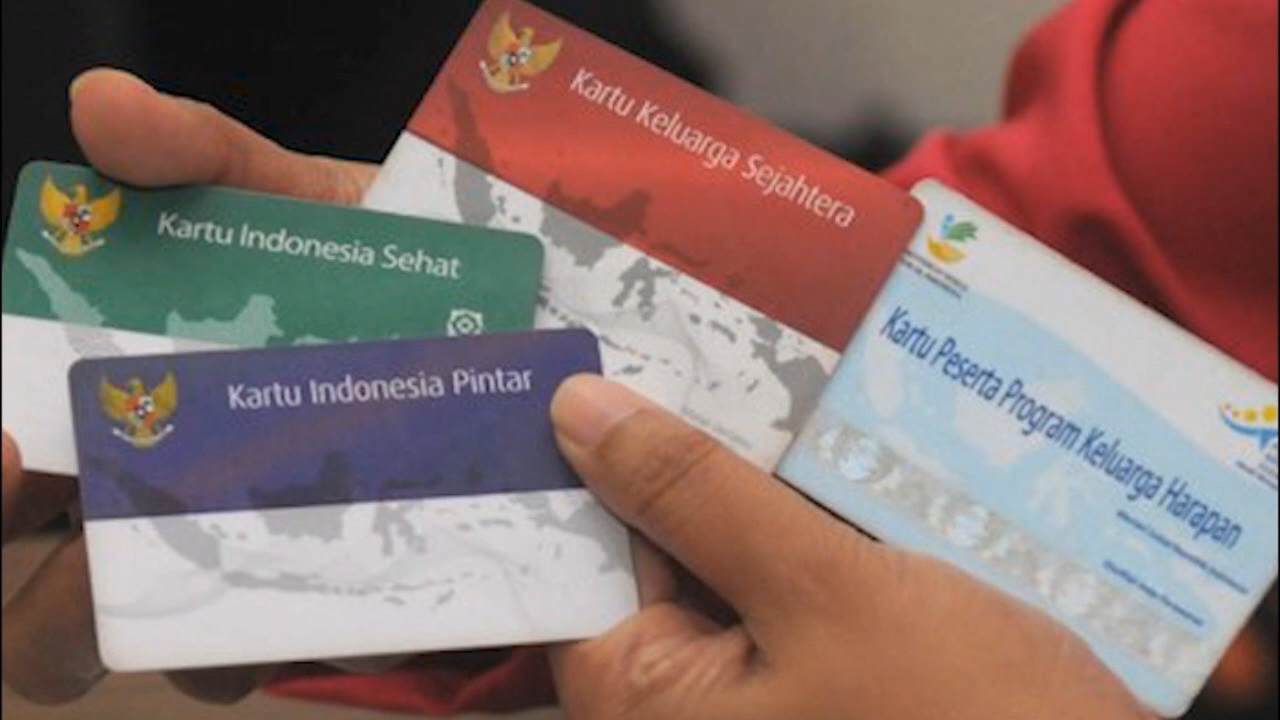 Kartu Keluarga Sejahtera
Kartu Indonesia Sehat
Kartu Indonesia Pintar
Kartu Peserta Program Keluarga Harapan